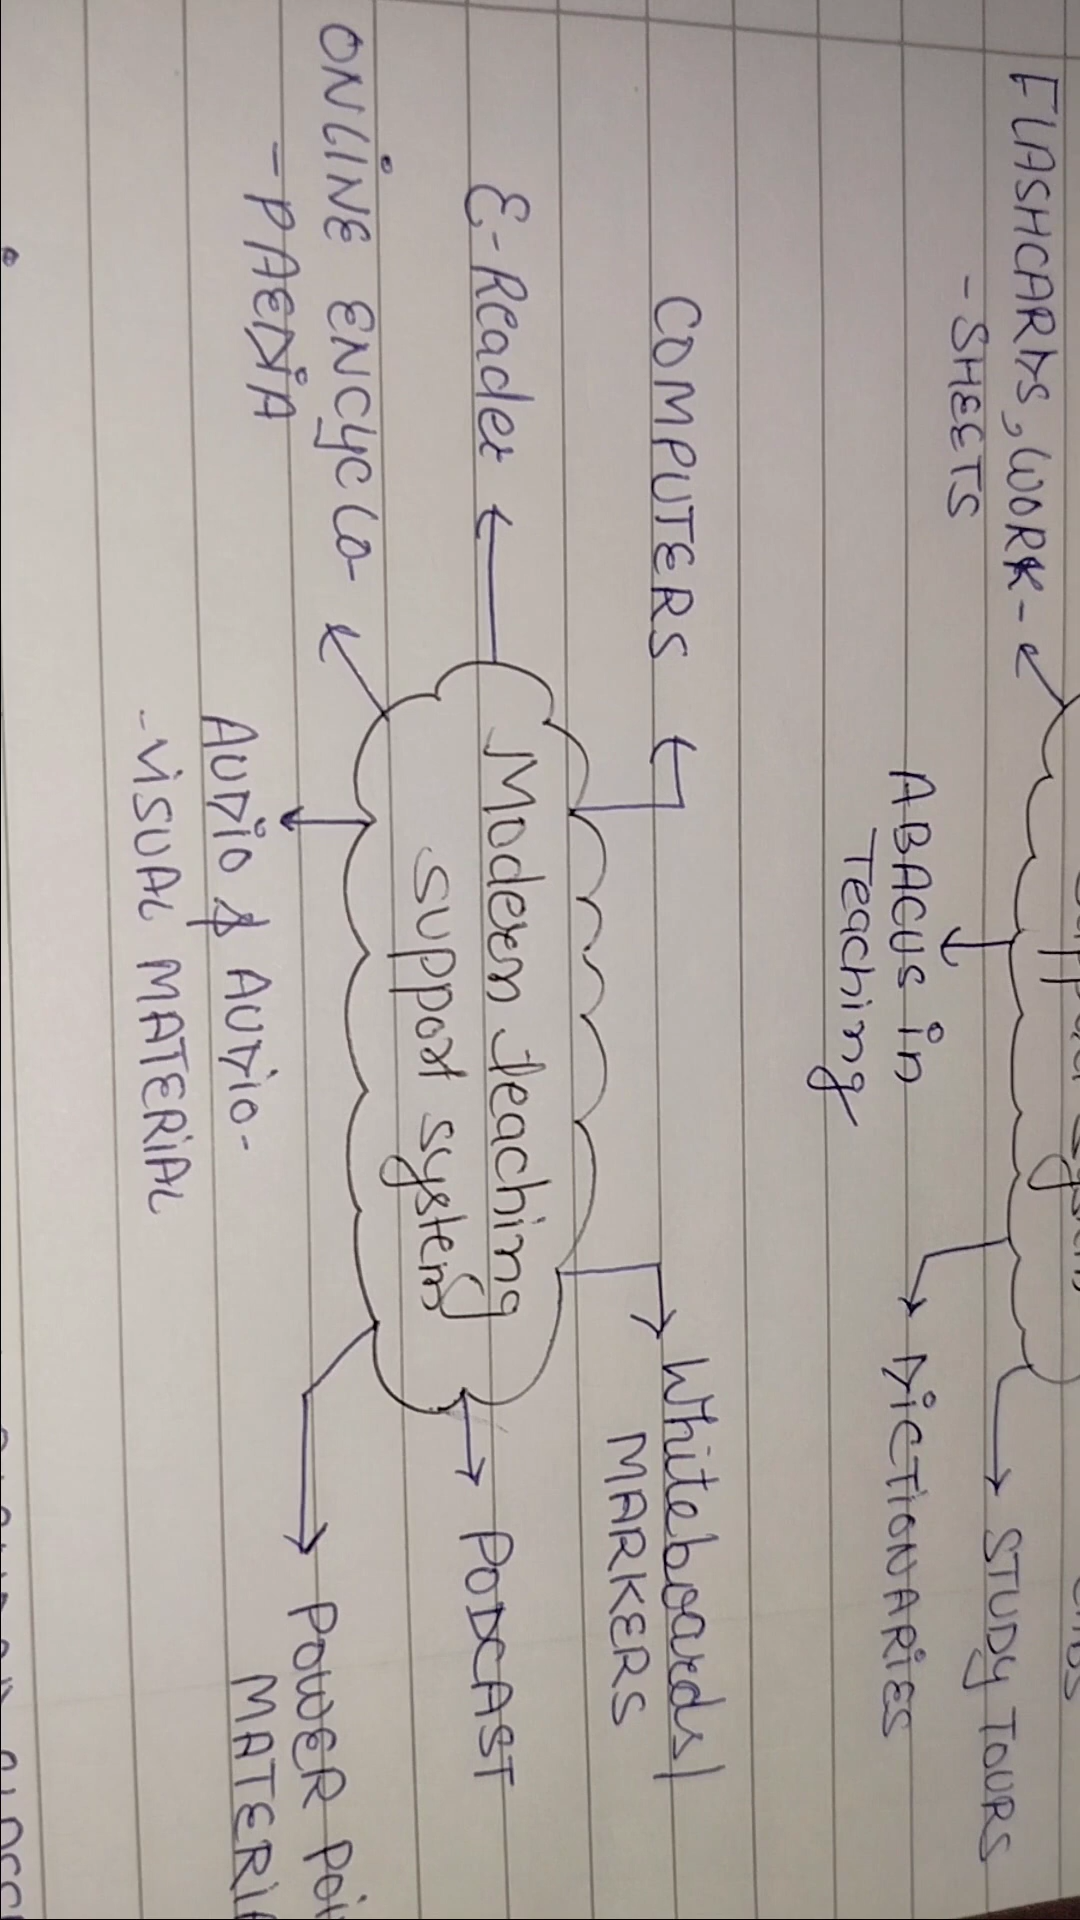 FLASHCARDS, WORK-
-SHEETS
ABACUS in
Teaching
DICTIONARIES
STUDY TOURS
COMPUTERS
Whiteboards/
MARKERS
E-Reader
Modern teaching
support system
PODCAST
ONLINE ENCYCLO-
-PAEDIA
AUDIO & AUDIO-
-VISUAL MATERIAL
POWER POI
MATERI